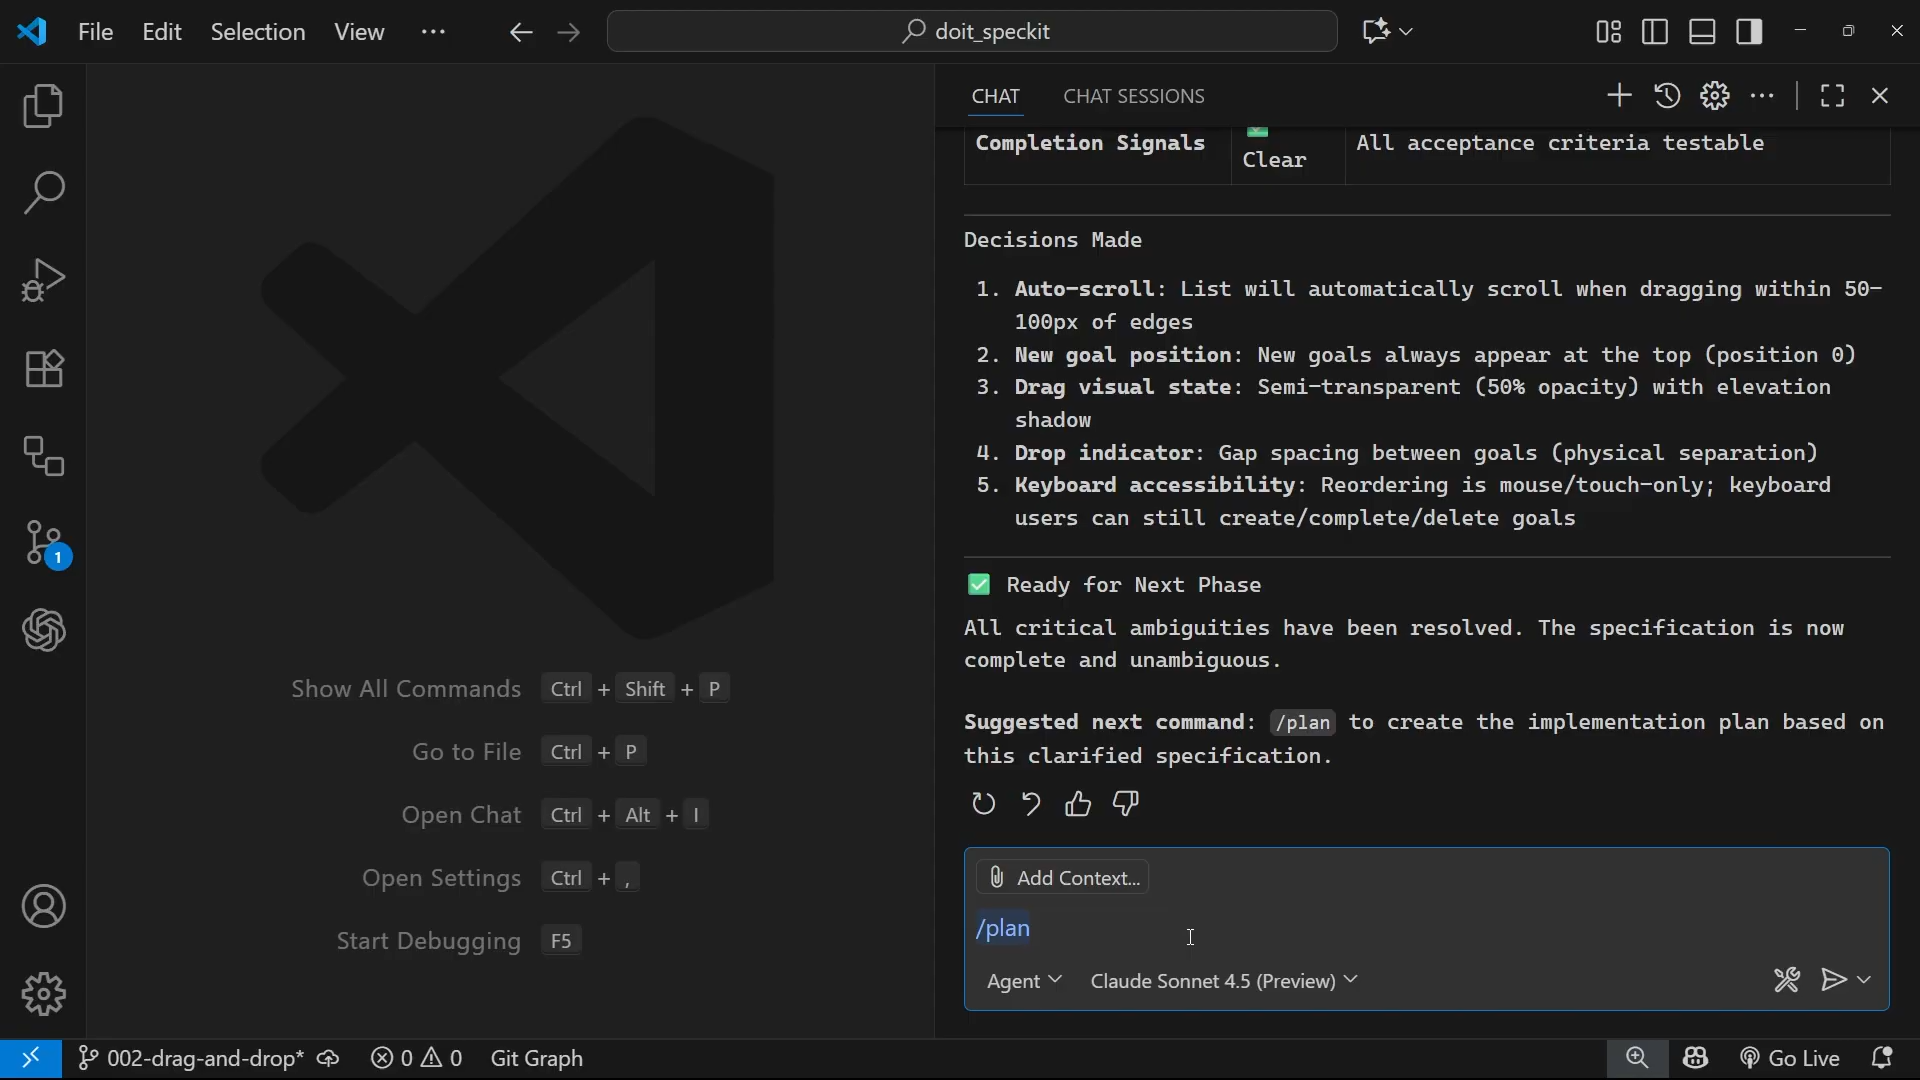 File Edit Selection View ...
doit_speckit
CHAT CHAT SESSIONS
Completion Signals
Clear
All acceptance criteria testable
Decisions Made
1. Auto-scroll: List will automatically scroll when dragging within 50-
100px of edges
2. New goal position: New goals always appear at the top (position 0)
3. Drag visual state: Semi-transparent (50% opacity) with elevation
shadow
4. Drop indicator: Gap spacing between goals (physical separation)
5. Keyboard accessibility: Reordering is mouse/touch-only; keyboard
users can still create/complete/delete goals
✅ Ready for Next Phase
All critical ambiguities have been resolved. The specification is now
complete and unambiguous.
Suggested next command: /plan to create the implementation plan based on
this clarified specification.
Show All Commands Ctrl + Shift + P
Go to File Ctrl + P
Open Chat Ctrl + Alt + I
Open Settings Ctrl + ,
Start Debugging F5
Add Context...
/plan
Agent Claude Sonnet 4.5 (Preview)
1
002-drag-and-drop* 0 0 Git Graph
Go Live